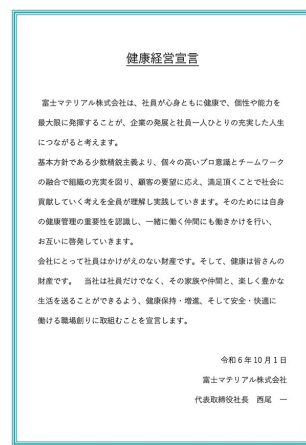 健康経営宣言
富士マテリアル株式会社は、社員が心身ともに健康で、個性や能力を
最大限に発揮することが、企業の発展と社員一人ひとりの充実した人生
につながると考えます。
基本方針である少数精鋭主義より、個々の高いプロ意識とチームワーク
の融合で組織の充実を図り、顧客の要望に応え、満足頂くことで社会に
貢献していく考えを全員が理解し実践していきます。そのためには自身
の健康管理の重要性を認識し、一緒に働く仲間にも働きかけを行い、
お互いに啓発していきます。
会社にとって社員はかけがえのない財産です。そして、健康は皆さんの
財産です。 当社は社員だけでなく、その家族や仲間と、楽しく豊かな
生活を送ることができるよう、健康保持・増進、そして安全・快適に
働ける職場創りに取組むことを宣言します。
令和６年１０月１日
富士マテリアル株式会社
代表取締役社長 西尾 一